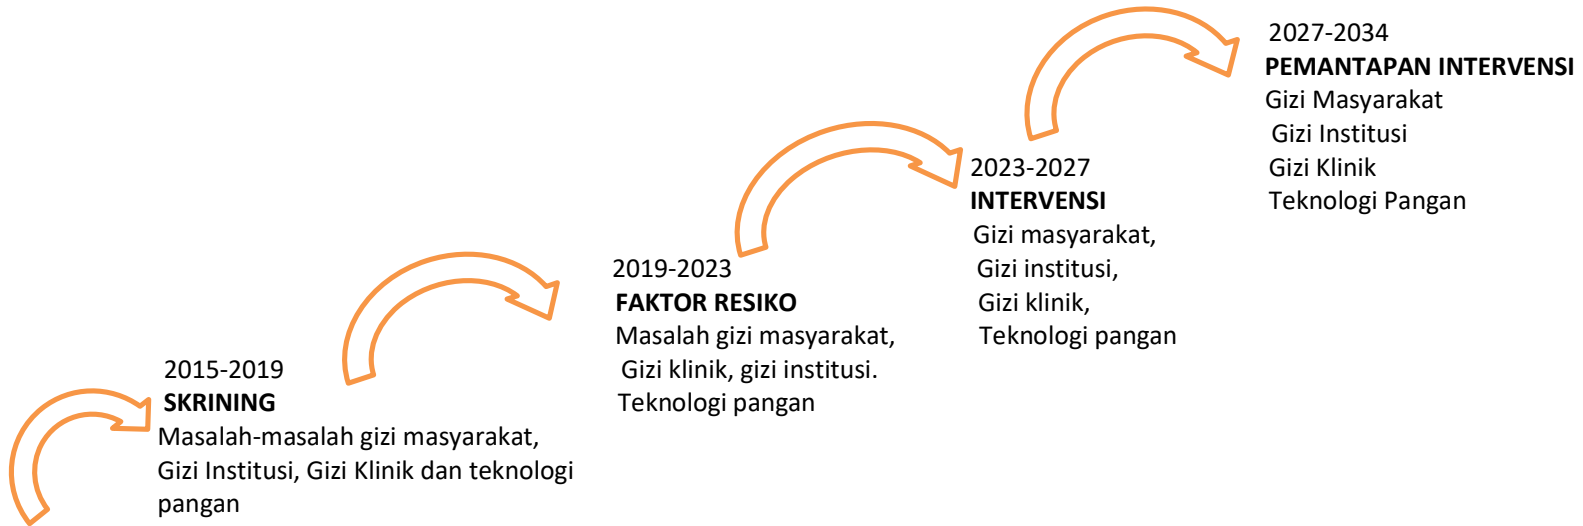 2015-2019
SKRINING
Masalah-masalah gizi masyarakat,
Gizi Institusi, Gizi Klinik dan teknologi
pangan
2019-2023
FAKTOR RESIKO
Masalah gizi masyarakat,
Gizi klinik, gizi institusi.
Teknologi pangan
2023-2027
INTERVENSI
Gizi masyarakat,
Gizi institusi,
Gizi klinik,
Teknologi pangan
2027-2034
PEMANTAPAN INTERVENSI
Gizi Masyarakat
Gizi Institusi
Gizi Klinik
Teknologi Pangan